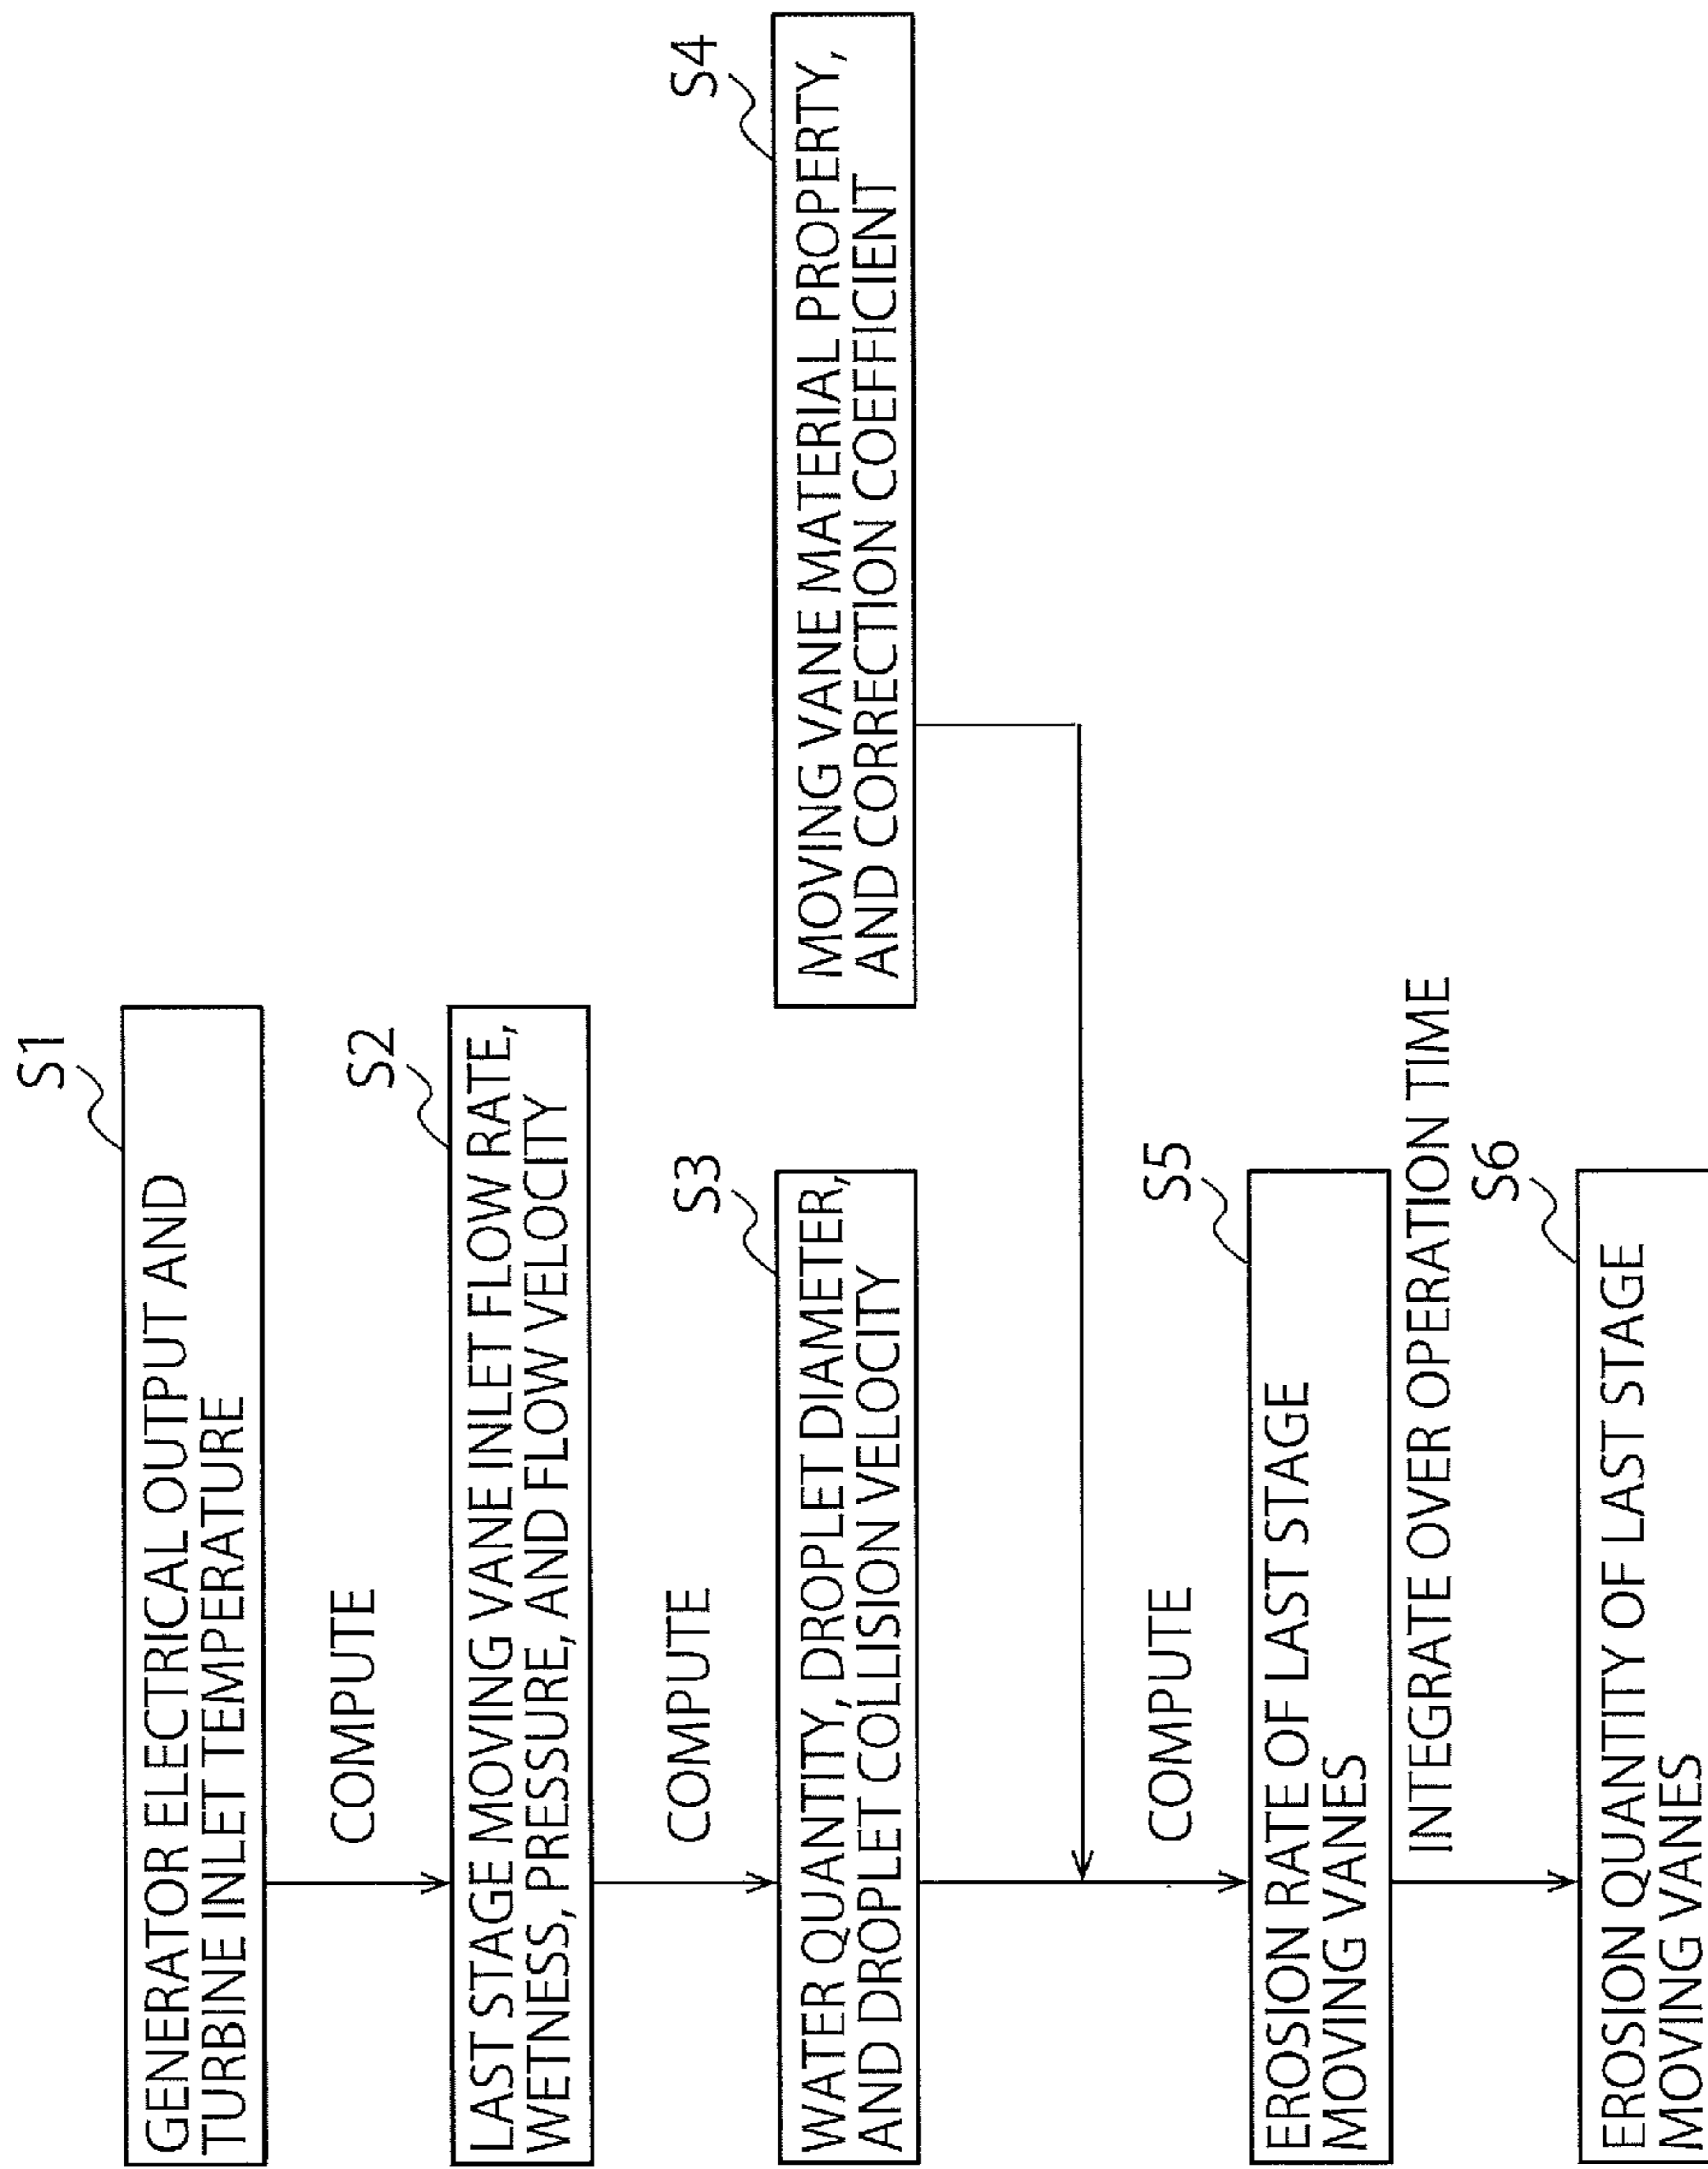 S1
GENERATOR ELECTRICAL OUTPUT AND
TURBINE INLET TEMPERATURE
COMPUTE
S2
LAST STAGE MOVING VANE INLET FLOW RATE,
WETNESS, PRESSURE, AND FLOW VELOCITY
COMPUTE
S3
WATER QUANTITY, DROPLET DIAMETER,
AND DROPLET COLLISION VELOCITY
S4
MOVING VANE MATERIAL PROPERTY,
AND CORRECTION COEFFICIENT
COMPUTE
S5
EROSION RATE OF LAST STAGE
MOVING VANES
INTEGRATE OVER OPERATION TIME
S6
EROSION QUANTITY OF LAST STAGE
MOVING VANES